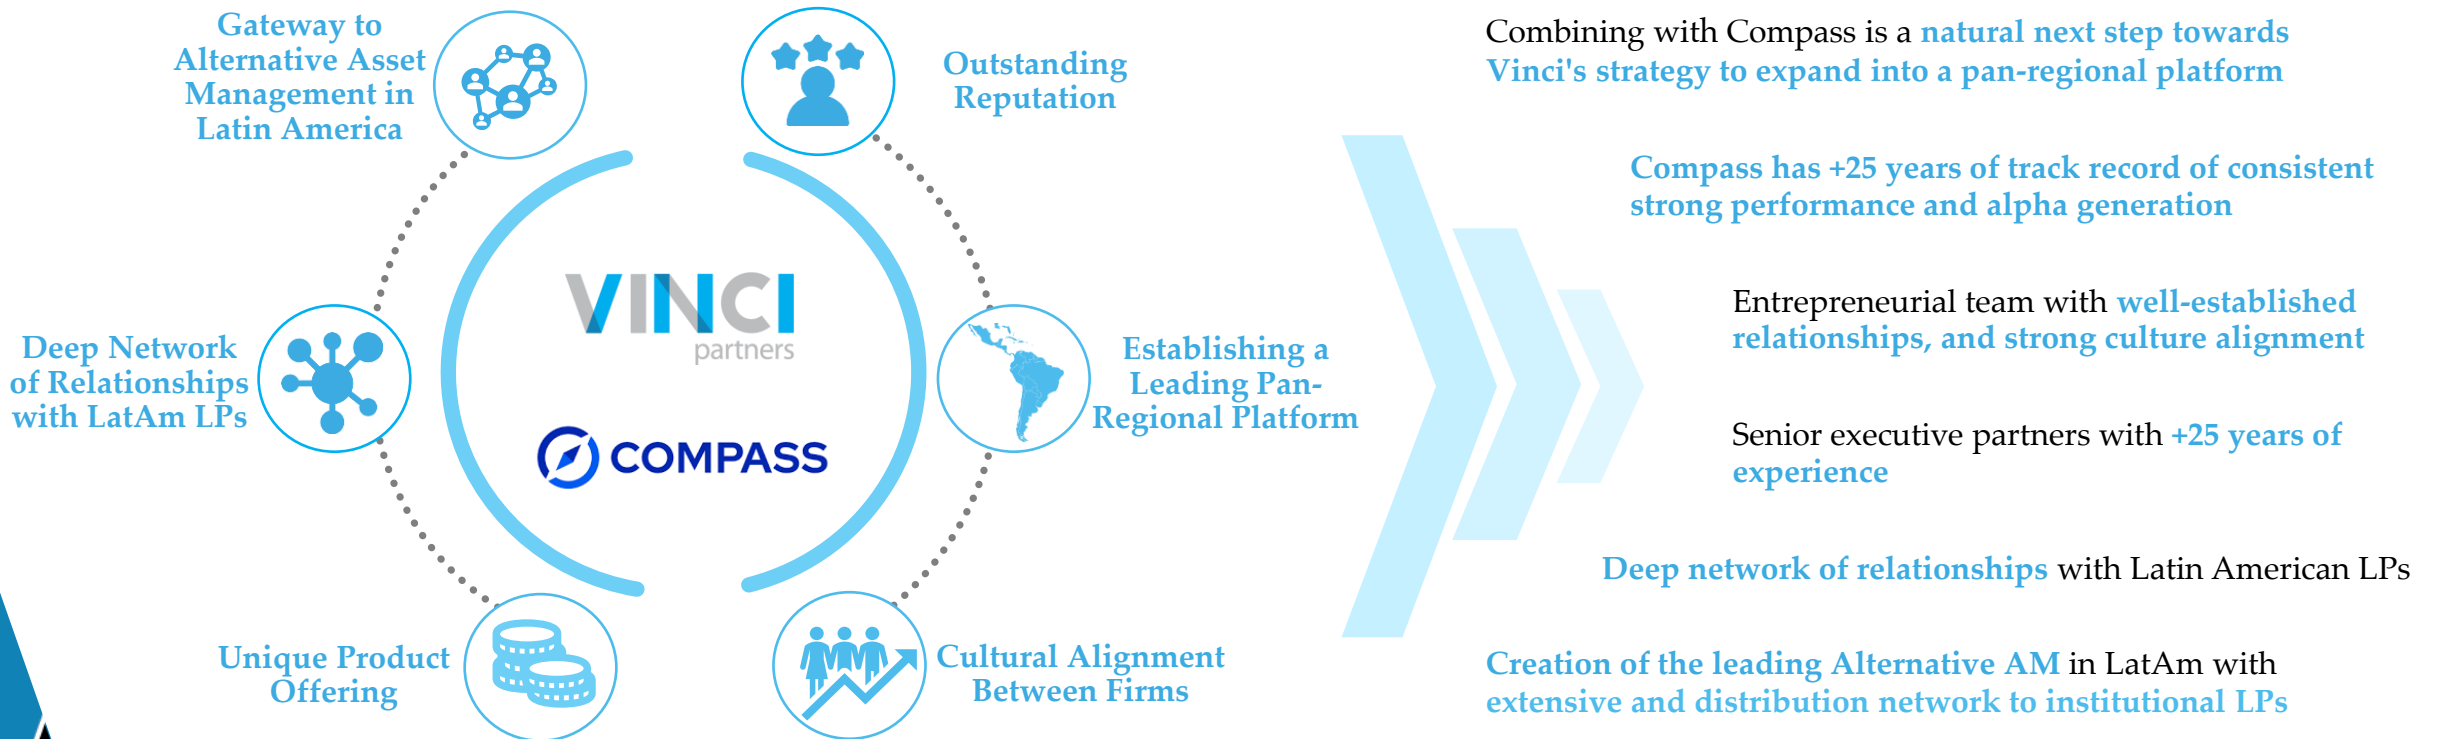 Gateway to
Alternative Asset
Management in
Latin America
Outstanding
Reputation
Deep Network
of Relationships
with LatAm LPs
VINCI
partners
COMPASS
Establishing a
Leading Pan-
Regional Platform
Unique Product
Offering
Cultural Alignment
Between Firms
Combining with Compass is a natural next step towards
Vinci's strategy to expand into a pan-regional platform
Compass has +25 years of track record of consistent
strong performance and alpha generation
Entrepreneurial team with well-established
relationships, and strong culture alignment
Senior executive partners with +25 years of
experience
Deep network of relationships with Latin American LPs
Creation of the leading Alternative AM in LatAm with
extensive and distribution network to institutional LPs